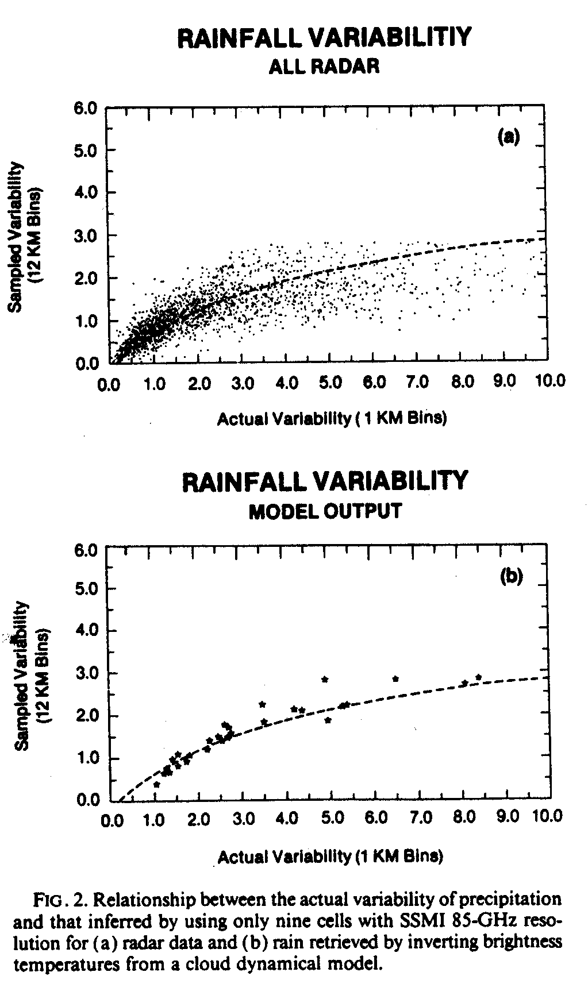 RAINFALL VARIABILITIY
ALL RADAR
(a)
6.0
5.0
4.0
3.0
2.0
1.0
0.0
Sampled Variability
(12 KM Bins)
0.0 1.0 2.0 3.0 4.0 5.0 6.0 7.0 8.0 9.0 10.0
Actual Variability ( 1 KM Bins)
RAINFALL VARIABILITY
MODEL OUTPUT
(b)
6.0
5.0
4.0
3.0
2.0
1.0
0.0
Sampled Variability
(12 KM Bins)
0.0 1.0 2.0 3.0 4.0 5.0 6.0 7.0 8.0 9.0 10.0
Actual Variability (1 KM Bins)
FIG. 2. Relationship between the actual variability of precipitation
and that inferred by using only nine cells with SSMI 85-GHz reso-
lution for (a) radar data and (b) rain retrieved by inverting brightness
temperatures from a cloud dynamical model.